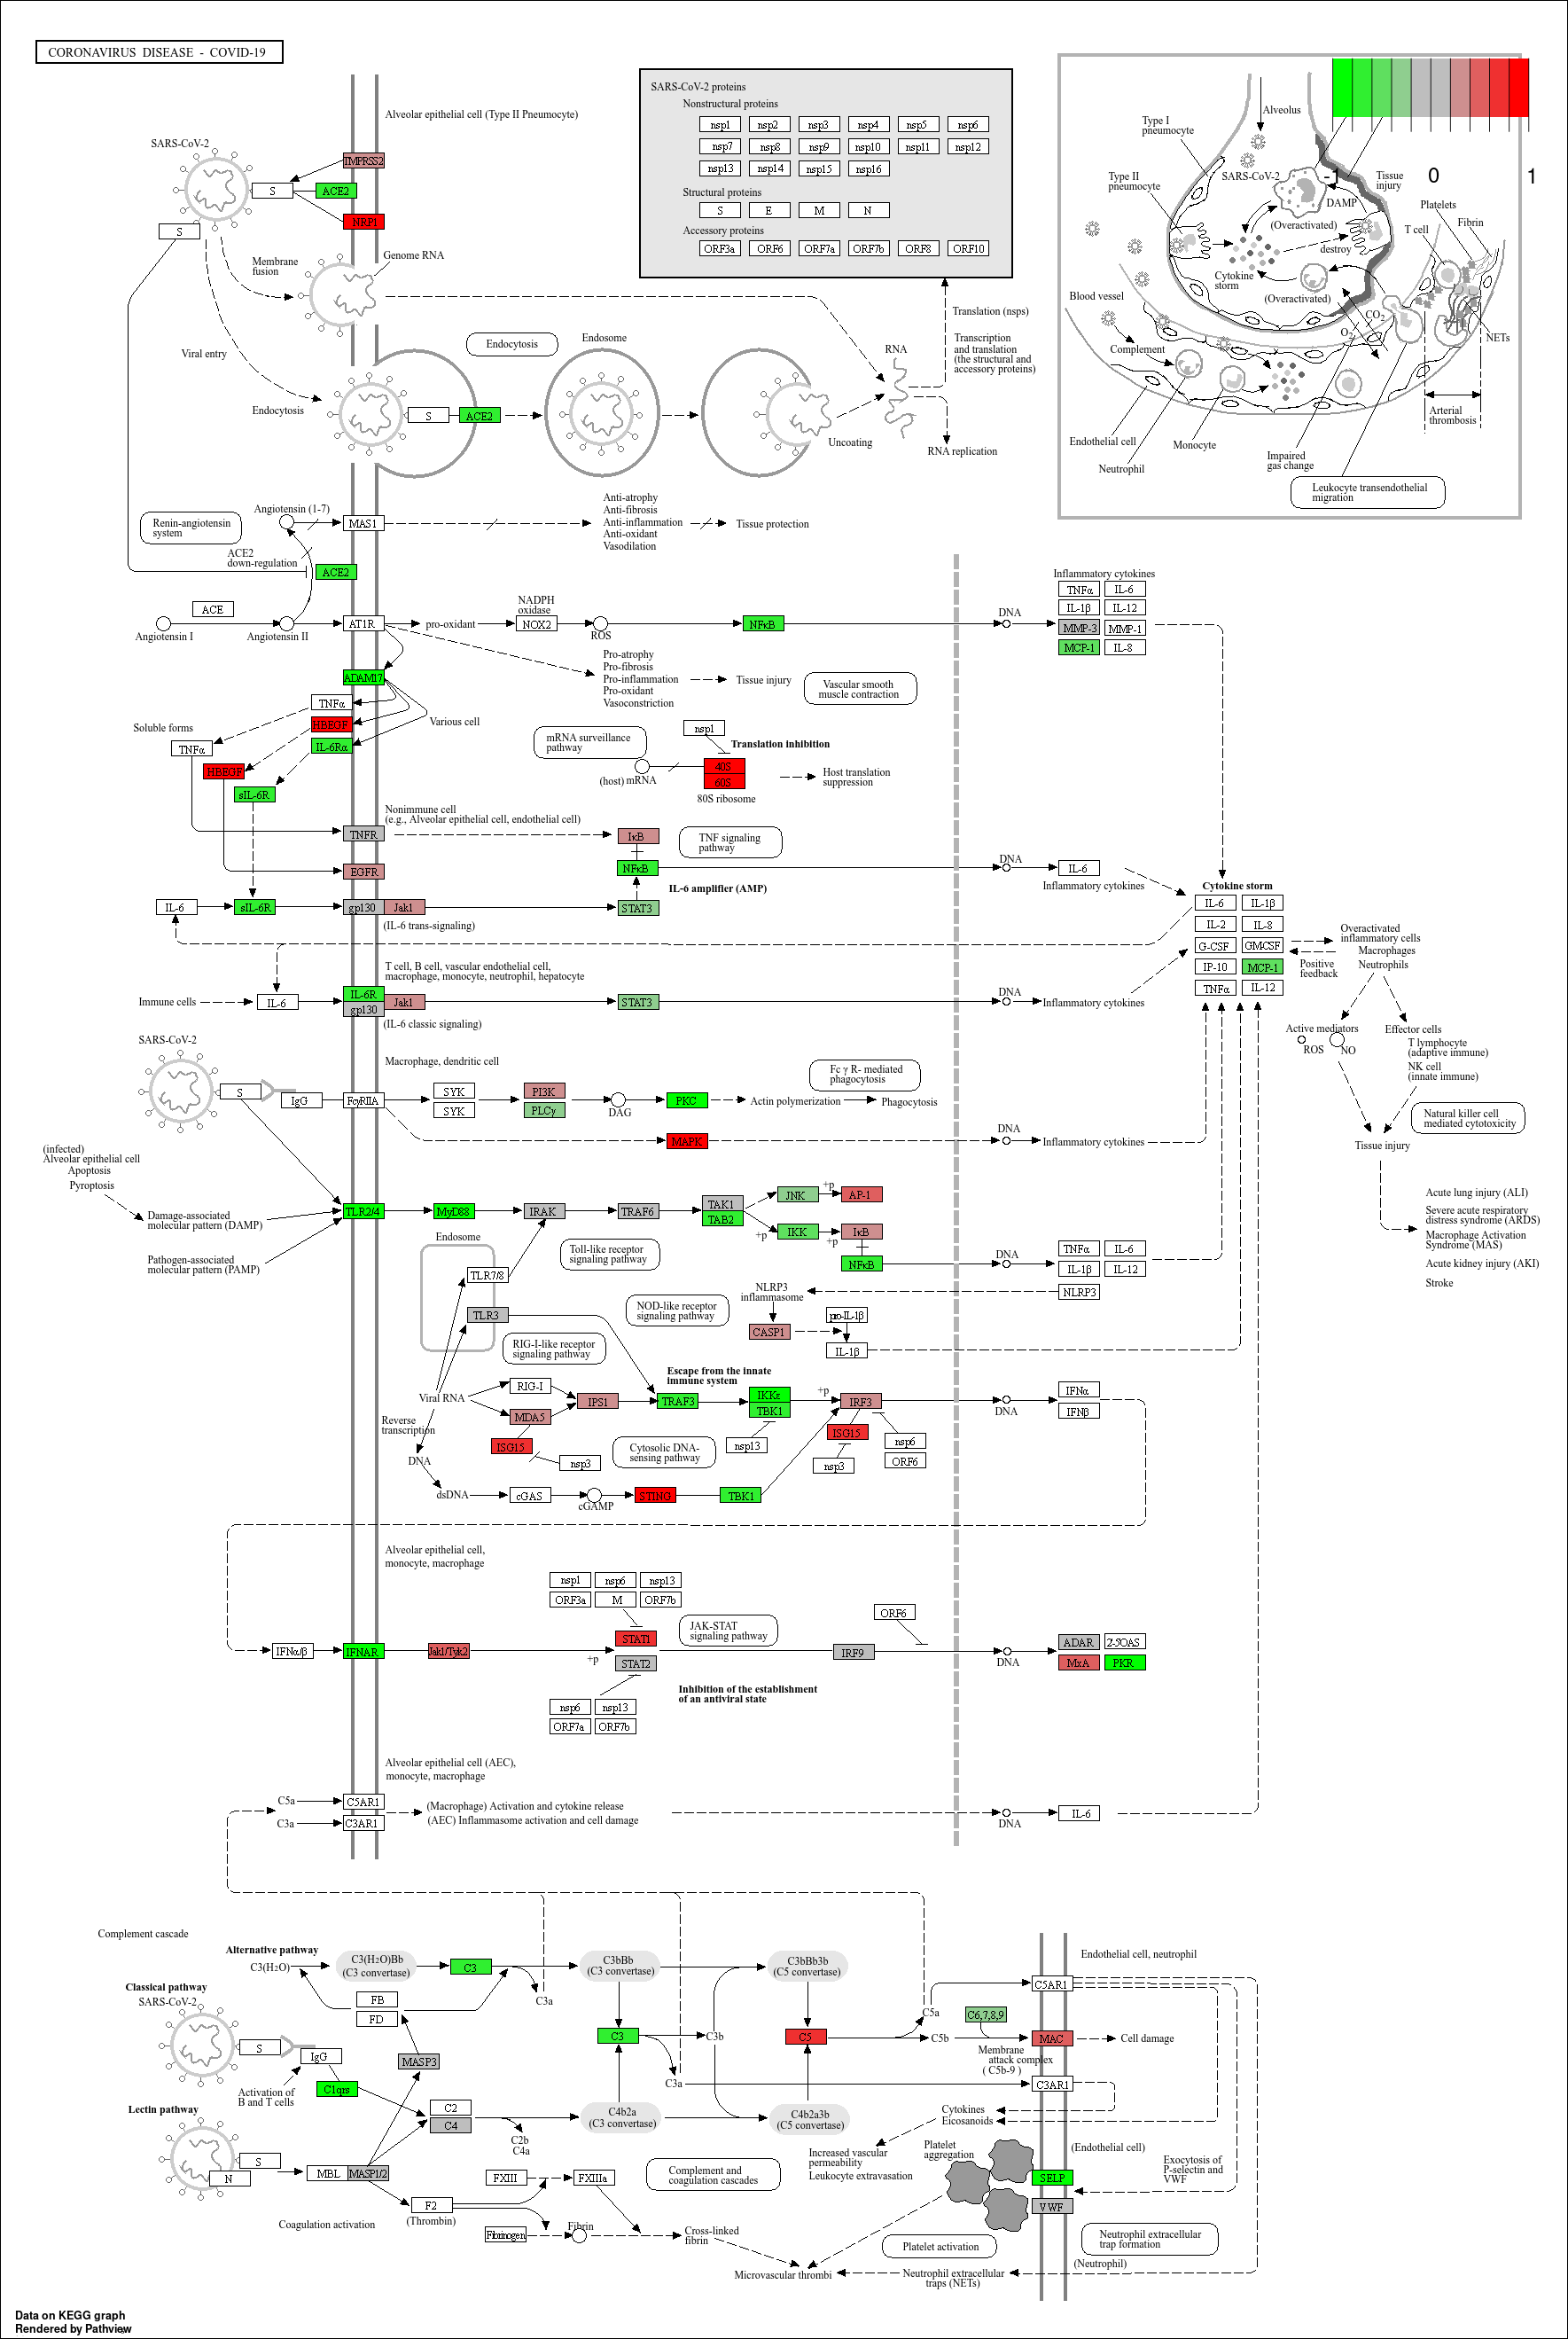 CORONAVIRUS DISEASE - COVID-19
Alveolar epithelial cell (Type II Pneumocyte)
SARS-CoV-2
TMPRSS2
S
ACE2
NRP1
S
Membrane
fusion
Genome RNA
Viral entry
Endocytosis
Endocytosis
Endosome
S
ACE2
Uncoating
RNA
RNA replication
Translation (nsps)
Transcription
and translation
(the structural and
accessory proteins)
SARS-CoV-2 proteins
Nonstructural proteins
nsp1 nsp2 nsp3 nsp4 nsp5 nsp6
nsp7 nsp8 nsp9 nsp10 nsp11 nsp12
nsp13 nsp14 nsp15 nsp16
Structural proteins
S E M N
Accessory proteins
ORF3a ORF6 ORF7a ORF7b ORF8 ORF10
-1 0 1
Alveolus
Type I
pneumocyte
Type II
pneumocyte
SARS-CoV-2
DAMP
Tissue
injury
(Overactivated)
destroy
Cytokine
storm
(Overactivated)
Platelets
Fibrin
T cell
Blood vessel
Complement
O2
CO2
NETs
Arterial
thrombosis
Endothelial cell
Neutrophil
Monocyte
Impaired
gas change
Leukocyte transendothelial
migration
Renin-angiotensin
system
Angiotensin (1-7)
MAS1
Anti-atrophy
Anti-fibrosis
Anti-inflammation
Anti-oxidant
Vasodilation
Tissue protection
ACE2
down-regulation
ACE2
ACE
Angiotensin I
Angiotensin II
AT1R
pro-oxidant
NADPH
oxidase
NOX2
ROS
NFκB
DNA
Inflammatory cytokines
TNFα IL-6
IL-1β IL-12
MMP-3 MMP-1
MCP-1 IL-8
Pro-atrophy
Pro-fibrosis
Pro-inflammation
Pro-oxidant
Vasoconstriction
Tissue injury
Vascular smooth
muscle contraction
ADAM17
TNFα
HBEGF
IL-6Rα
Various cell
Soluble forms
TNFα
HBEGF
sIL-6R
mRNA surveillance
pathway
nsp1
Translation inhibition
(host) mRNA
40S
60S
80S ribosome
Host translation
suppression
Nonimmune cell
(e.g., Alveolar epithelial cell, endothelial cell)
TNFR
IκB
TNF signaling
pathway
EGFR
NFκB
IL-6 amplifier (AMP)
DNA
IL-6
Inflammatory cytokines
IL-6
sIL-6R
gp130
Jak1
STAT3
(IL-6 trans-signaling)
Cytokine storm
IL-6 IL-1β
IL-2 IL-8
G-CSF GMCSF
IP-10 MCP-1
TNFα IL-12
Overactivated
inflammatory cells
Macrophages
Neutrophils
Positive
feedback
T cell, B cell, vascular endothelial cell,
macrophage, monocyte, neutrophil, hepatocyte
Immune cells
IL-6
IL-6R
gp130
Jak1
STAT3
DNA
Inflammatory cytokines
(IL-6 classic signaling)
Active mediators
ROS
NO
Effector cells
T lymphocyte
(adaptive immune)
NK cell
(innate immune)
Natural killer cell
mediated cytotoxicity
Tissue injury
Acute lung injury (ALI)
Severe acute respiratory
distress syndrome (ARDS)
Macrophage Activation
Syndrome (MAS)
Acute kidney injury (AKI)
Stroke
SARS-CoV-2
Macrophage, dendritic cell
S
IgG
FcγRIIA
SYK
SYK
PI3K
PLCγ
DAG
PKC
Actin polymerization
Phagocytosis
Fc γ R- mediated
phagocytosis
MAPK
DNA
Inflammatory cytokines
(infected)
Alveolar epithelial cell
Apoptosis
Pyroptosis
Damage-associated
molecular pattern (DAMP)
Pathogen-associated
molecular pattern (PAMP)
TLR2/4
MyD88
IRAK
TRAF6
TAK1
TAB2
JNK
+p
AP-1
+p
IKK
+p
IκB
NFκB
DNA
TNFα IL-6
IL-1β IL-12
NLRP3
Endosome
TLR7/8
TLR3
Toll-like receptor
signaling pathway
NOD-like receptor
signaling pathway
NLRP3
inflammasome
CASP1
pro-IL-1β
IL-1β
RIG-I-like receptor
signaling pathway
Escape from the innate
immune system
Viral RNA
RIG-I
MDA5
IPS1
TRAF3
IKKε
TBK1
+p
IRF3
DNA
IFNα
IFNβ
Reverse
transcription
ISG15
nsp3
Cytosolic DNA-
sensing pathway
nsp13
ISG15
nsp3
nsp6
ORF6
DNA
dsDNA
cGAS
cGAMP
STING
TBK1
Alveolar epithelial cell,
monocyte, macrophage
nsp1 nsp6 nsp13
ORF3a M ORF7b
JAK-STAT
signaling pathway
ORF6
IFNα/β
IFNAR
Jak1/Tyk2
STAT1
+p
STAT2
IRF9
DNA
ADAR 2-5'OAS
MxA PKR
nsp6 nsp13
ORF7a ORF7b
Inhibition of the establishment
of an antiviral state
Alveolar epithelial cell (AEC),
monocyte, macrophage
C5a
C5AR1
C3a
C3AR1
(Macrophage) Activation and cytokine release
(AEC) Inflammasome activation and cell damage
DNA
IL-6
Complement cascade
Alternative pathway
C3(H2O)
C3(H2O)Bb
(C3 convertase)
C3
C3a
C3bBb
(C3 convertase)
C3bBb3b
(C5 convertase)
Endothelial cell, neutrophil
C5AR1
Classical pathway
SARS-CoV-2
FB
FD
S
IgG
MASP3
C3
C3b
C3a
C5
C5a
C5b
C6,7,8,9
MAC
Cell damage
Membrane
attack complex
( C5b-9 )
C3AR1
Activation of
B and T cells
C1qrs
C2
C4
C2b
C4a
C4b2a
(C3 convertase)
C4b2a3b
(C5 convertase)
Cytokines
Eicosanoids
Lectin pathway
S
N
MBL
MASP1/2
Increased vascular
permeability
Leukocyte extravasation
Platelet
aggregation
(Endothelial cell)
SELP
VWF
Exocytosis of
P-selectin and
VWF
FXIII
FXIIIa
Complement and
coagulation cascades
F2
(Thrombin)
Coagulation activation
Fibrinogen
Fibrin
Cross-linked
fibrin
Platelet activation
Neutrophil extracellular
trap formation
(Neutrophil)
Microvascular thrombi
Neutrophil extracellular
traps (NETs)
Data on KEGG graph
Rendered by Pathview